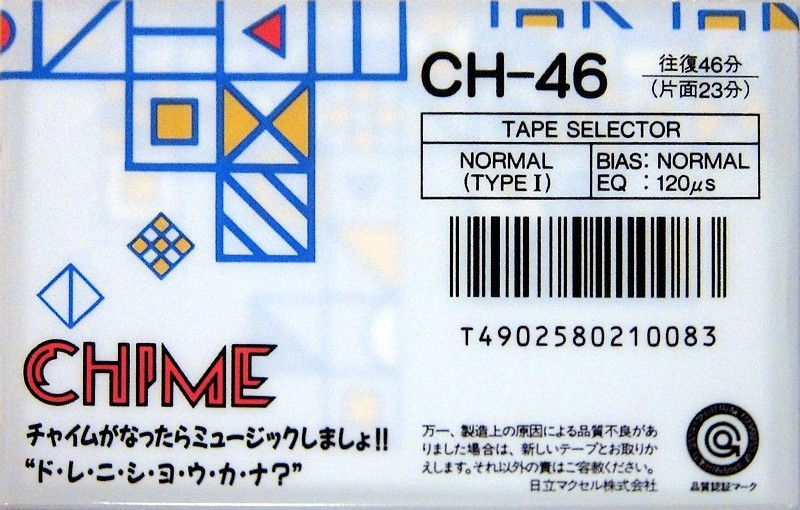 CH-46
往復46分
(片面23分)
TAPE SELECTOR
NORMAL
(TYPE I)
BIAS: NORMAL
EQ : 120μs
T4902580210083
CHIME
チャイムがなったらミュージックしましょ!!
“ド・レ・ニ・シ・ヨ・ウ・カ・ナ?”
万一、製造上の原因による品質不良があ
りました場合は、新しいテープとお取りか
えします。それ以外の責はご容赦ください。
日立マクセル株式会社
品質認証マーク